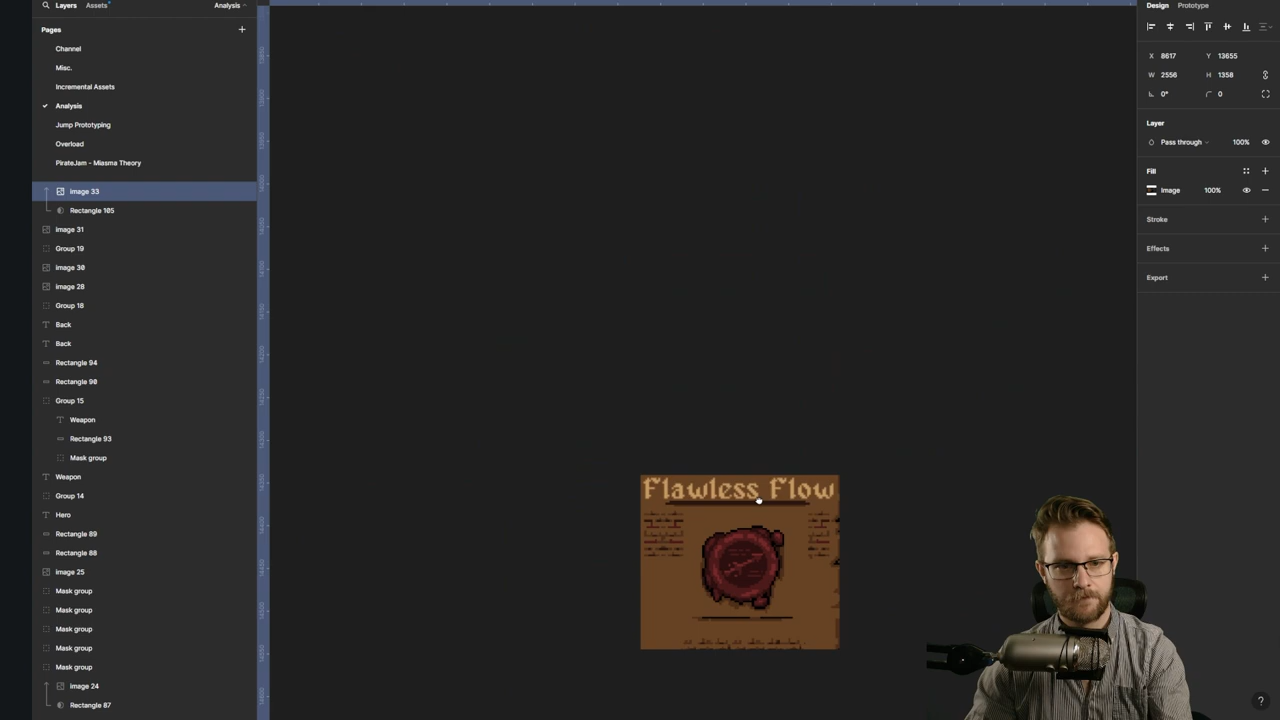 Layers
Assets
Analysis
Pages
Channel
Misc.
Incremental Assets
Analysis
Jump Prototyping
Overload
PirateJam - Miasma Theory
image 33
Rectangle 105
image 31
Group 19
image 30
image 28
Group 18
Back
Back
Rectangle 94
Rectangle 90
Group 15
Weapon
Rectangle 93
Mask group
Weapon
Group 14
Hero
Rectangle 89
Rectangle 88
image 25
Mask group
Mask group
Mask group
Mask group
Mask group
image 24
Rectangle 87
Flawless Flow
Design Prototype
X 8617 Y 13655
W 2556 H 1358
0° 0
Layer
Pass through 100%
Fill
Image 100%
Stroke
Effects
Export
?